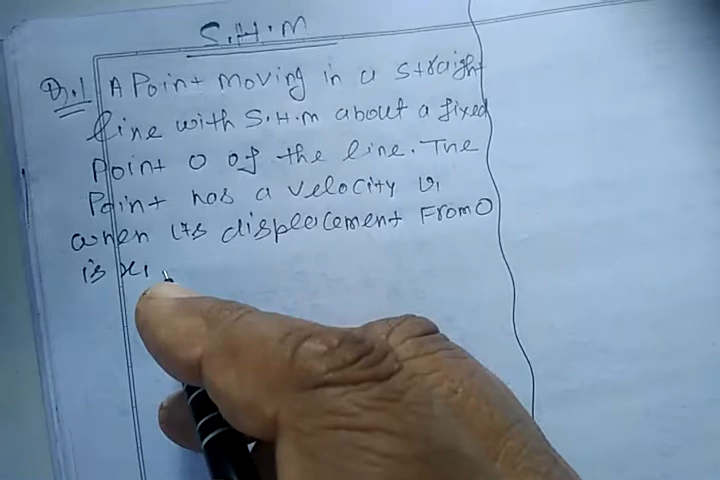 S.H.M
Q.1 A Point moving in a straight
line with S.H.M about a fixed
Point O of the line. The
Point has a velocity v1
when its displacement From O
is x1